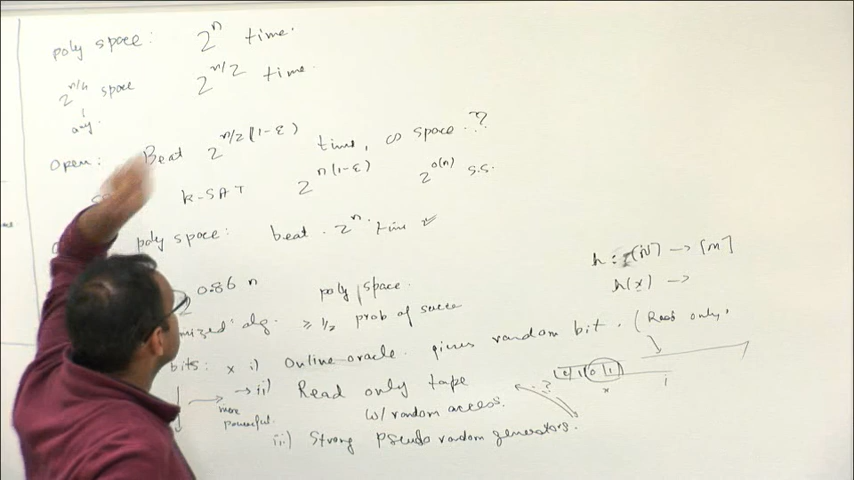 poly space: 2^n time.
2^n/4 space 2^n/2 time.
any.
open: Beat 2^n/2(1-ε) time, ∞ space.??
k-SAT 2^n(1-ε) 2^o(n) S.S.
poly space: beat 2^n time
h: [N] → [m]
h(x) →
0.86 n poly space.
mized alg. ≥ 1/2 prob of succe
bits: x i) Online oracle. gives random bit. (Read only,
→ ii) Read only tape
more powerful.
w/ random access.
?
x
iii) Strong pseudo random generators.